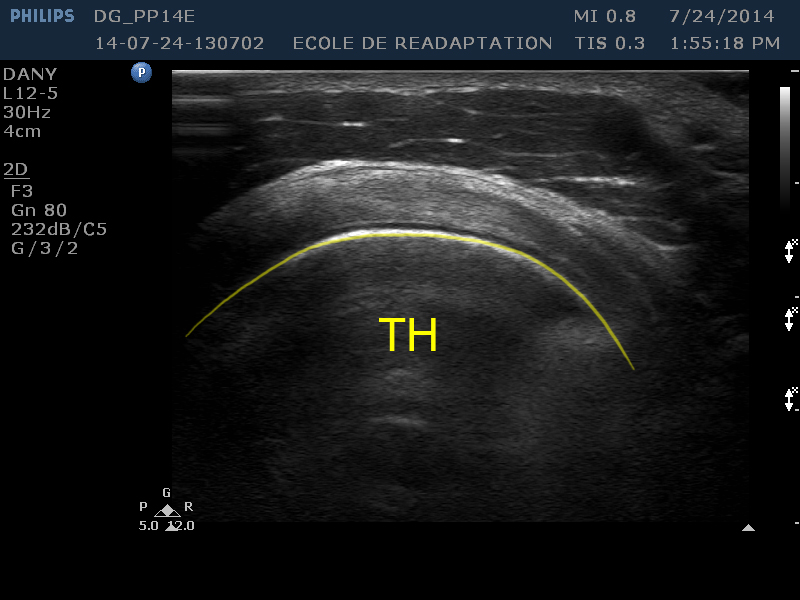 PHILIPS DG_PP14E MI 0.8 7/24/2014
14-07-24-130702 ECOLE DE READAPTATION TIS 0.3 1:55:18 PM
DANY
P
L12-5
30Hz
4cm
2D
F3
Gn 80
232dB/C5
G/3/2
TH
G
P R
5.0 12.0